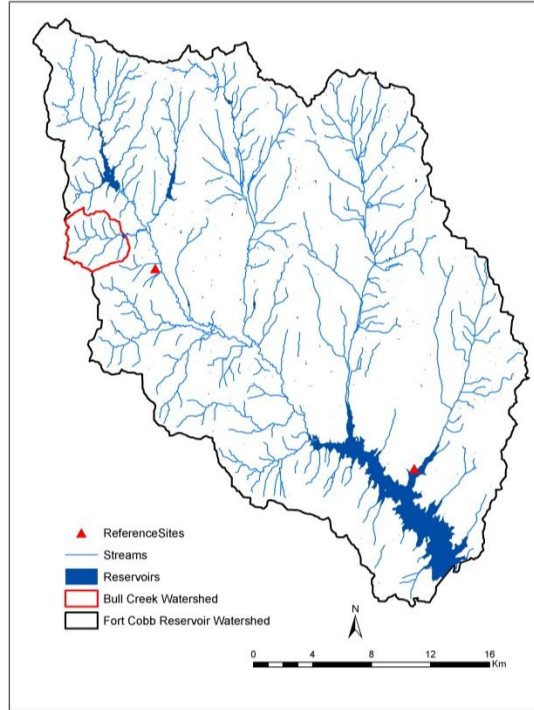 ReferenceSites
Streams
Reservoirs
Bull Creek Watershed
Fort Cobb Reservoir Watershed
N
0 4 8 12 16
Km